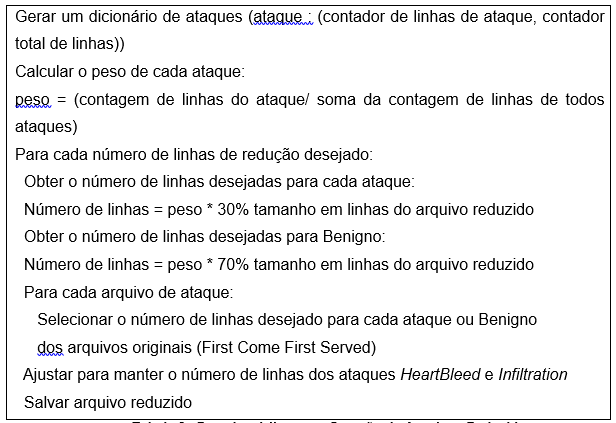 Gerar um dicionário de ataques (ataque : (contador de linhas de ataque, contador
total de linhas))
Calcular o peso de cada ataque:
peso = (contagem de linhas do ataque/ soma da contagem de linhas de todos
ataques)
Para cada número de linhas de redução desejado:
Obter o número de linhas desejadas para cada ataque:
Número de linhas = peso * 30% tamanho em linhas do arquivo reduzido
Obter o número de linhas desejadas para Benigno:
Número de linhas = peso * 70% tamanho em linhas do arquivo reduzido
Para cada arquivo de ataque:
Selecionar o número de linhas desejado para cada ataque ou Benigno
dos arquivos originais (First Come First Served)
Ajustar para manter o número de linhas dos ataques HeartBleed e Infiltration
Salvar arquivo reduzido